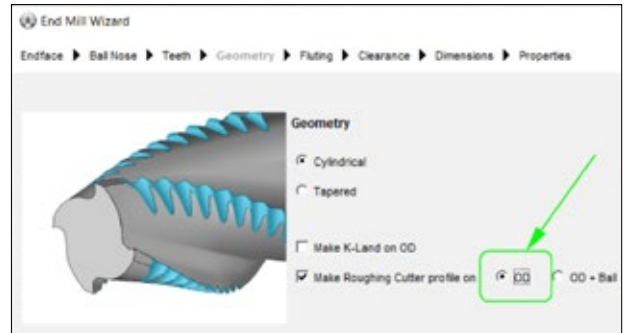 End Mill Wizard
Endface Ball Nose Teeth Geometry Fluting Clearance Dimensions Properties
Geometry
Cylindrical
Tapered
Make K-Land on OD
Make Roughing Cutter profile on OD OD + Ball